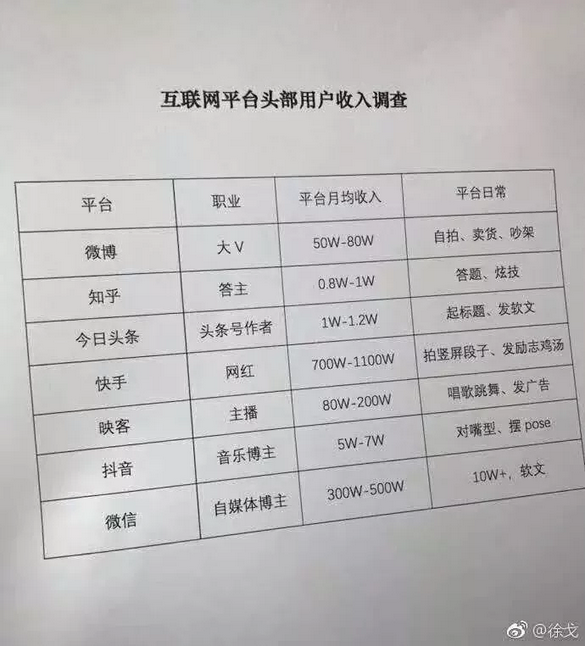 互联网平台头部用户收入调查
平台 职业 平台月均收入 平台日常
微博 大V 50W-80W 自拍、卖货、吵架
知乎 答主 0.8W-1W 答题、炫技
今日头条 头条号作者 1W-1.2W 起标题、发软文
快手 网红 700W-1100W 拍竖屏段子、发励志鸡汤
映客 主播 80W-200W 唱歌跳舞、发广告
抖音 音乐博主 5W-7W 对嘴型、摆pose
微信 自媒体博主 300W-500W 10W+，软文
@徐戈